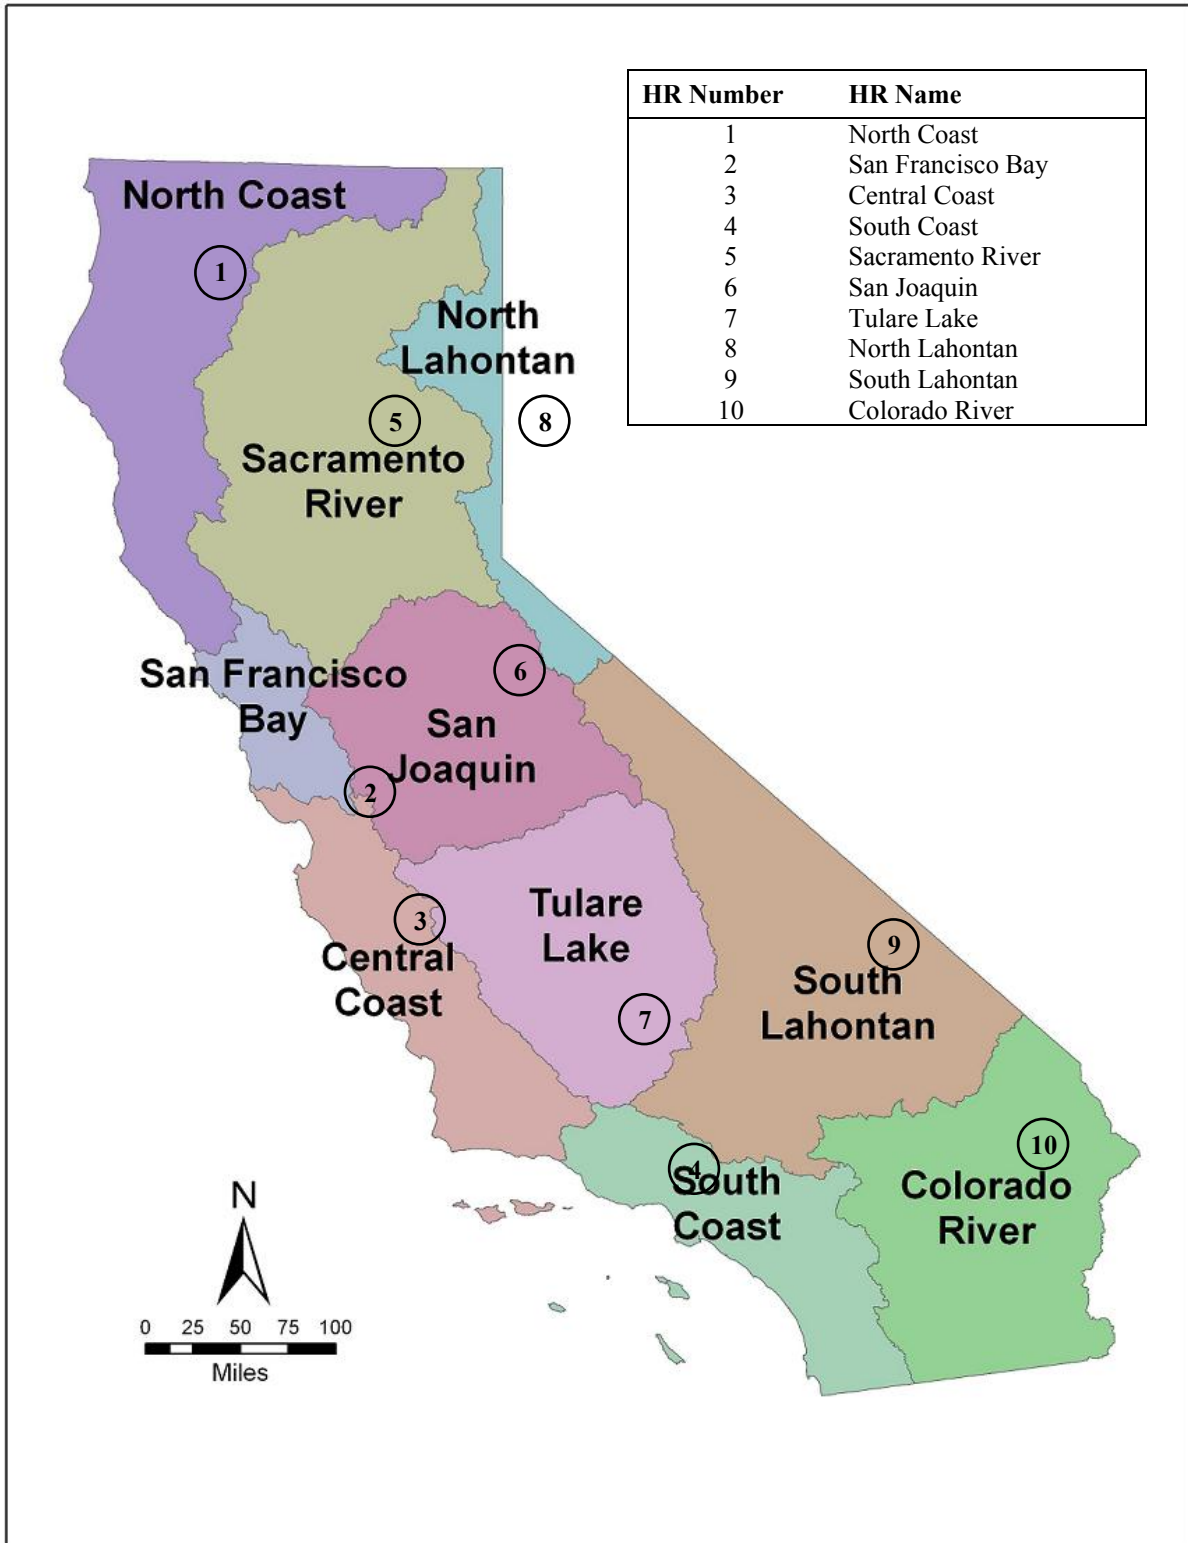 HR Number HR Name
1 North Coast
2 San Francisco Bay
3 Central Coast
4 South Coast
5 Sacramento River
6 San Joaquin
7 Tulare Lake
8 North Lahontan
9 South Lahontan
10 Colorado River
North Coast
1
North
Lahontan
5
8
Sacramento
River
6
San Francisco
Bay
San
Joaquin
2
Tulare
Lake
3
Central
Coast
9
South
Lahontan
7
10
4
South
Coast
Colorado
River
N
0 25 50 75 100
Miles